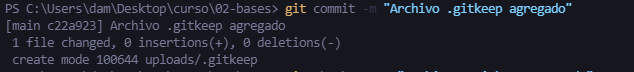 PS C:\Users\dam\Desktop\curso\02-bases> git commit -m "Archivo .gitkeep agregado"
[main c22a923] Archivo .gitkeep agregado
 1 file changed, 0 insertions(+), 0 deletions(-)
 create mode 100644 uploads/.gitkeep